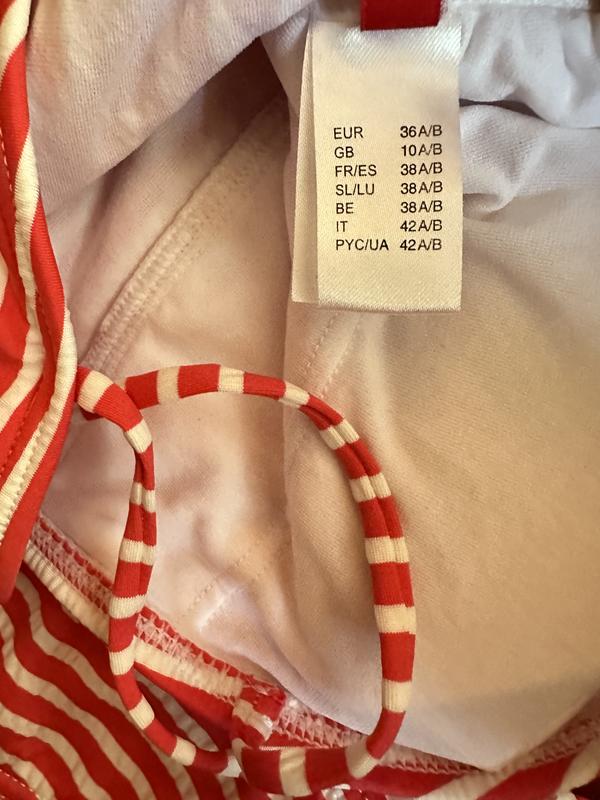 EUR 36A/B
GB 10A/B
FR/ES 38A/B
SL/LU 38A/B
BE 38A/B
IT 42A/B
PYC/UA 42A/B